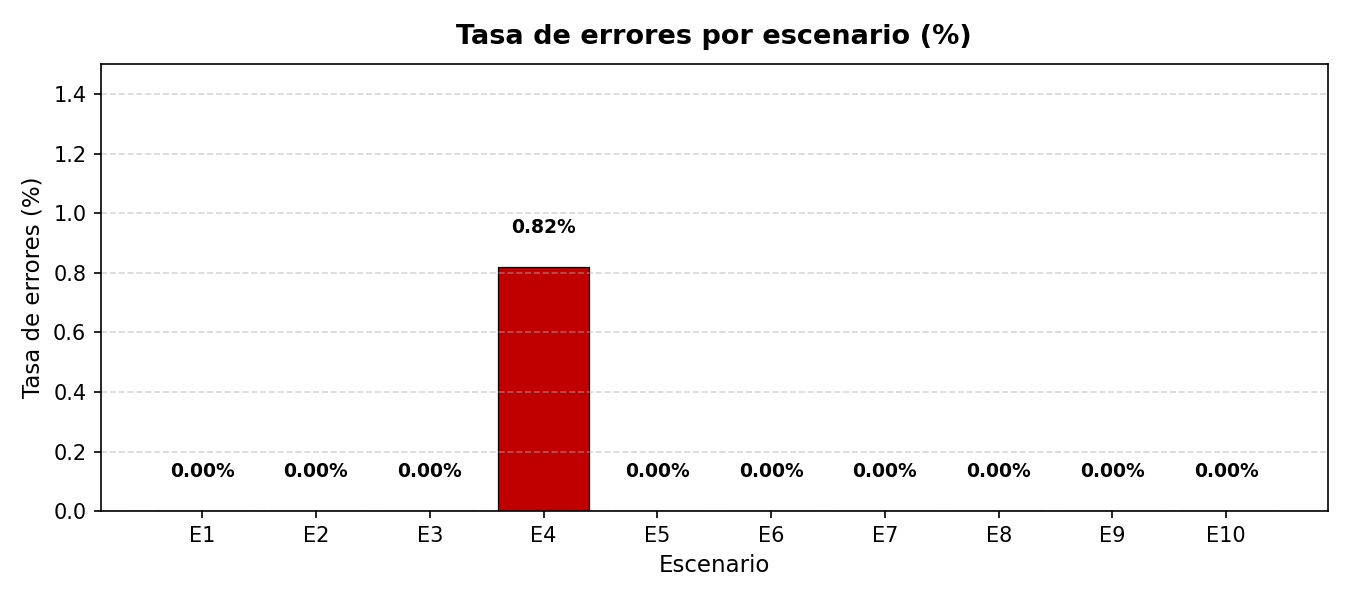 Tasa de errores por escenario (%)
Tasa de errores (%)
1.4
1.2
1.0
0.8
0.6
0.4
0.2
0.0
0.00% 0.00% 0.00% 0.82% 0.00% 0.00% 0.00% 0.00% 0.00% 0.00%
E1 E2 E3 E4 E5 E6 E7 E8 E9 E10
Escenario